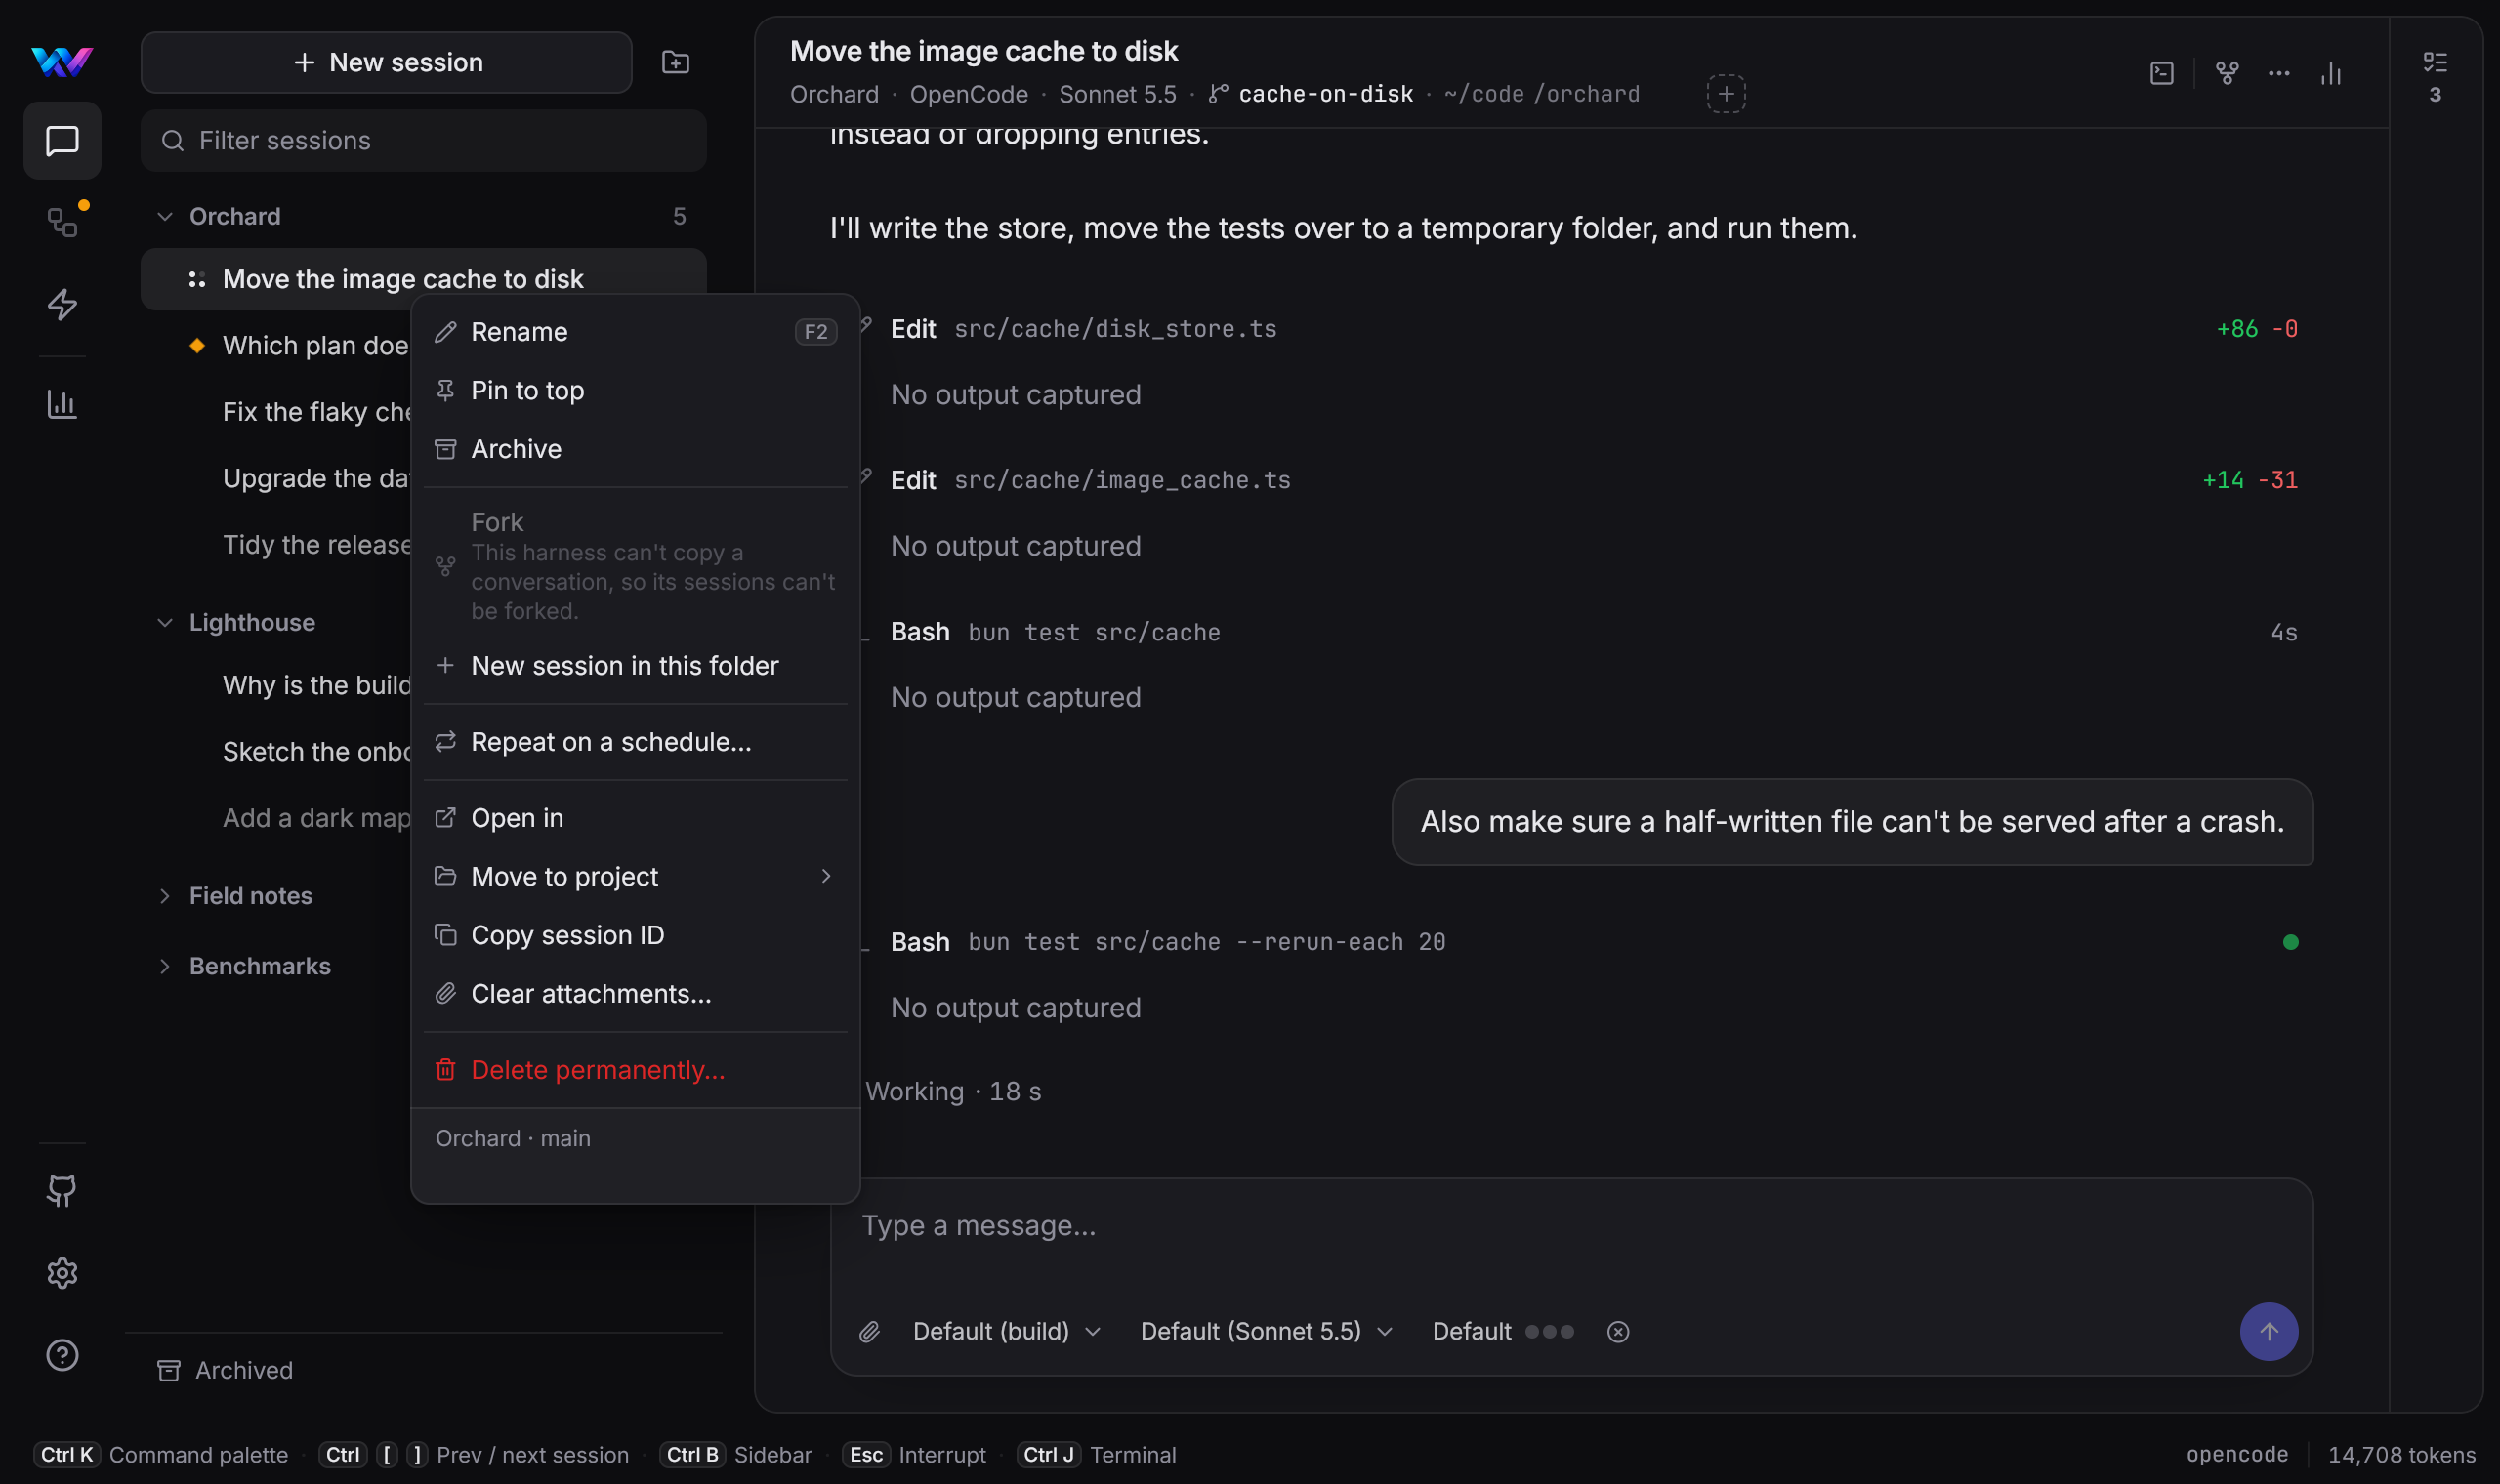 New session
Filter sessions
Orchard 5
Move the image cache to disk
Which plan doe
Fix the flaky che
Upgrade the da
Tidy the release
Lighthouse
Why is the build
Sketch the onbo
Add a dark map
Field notes
Benchmarks
Archived
Rename F2
Pin to top
Archive
Fork
This harness can't copy a
conversation, so its sessions can't
be forked.
New session in this folder
Repeat on a schedule...
Open in
Move to project
Copy session ID
Clear attachments...
Delete permanently...
Orchard · main
Move the image cache to disk
Orchard · OpenCode · Sonnet 5.5 · cache-on-disk · ~/code /orchard
3
instead of dropping entries.
I'll write the store, move the tests over to a temporary folder, and run them.
Edit src/cache/disk_store.ts +86 -0
No output captured
Edit src/cache/image_cache.ts +14 -31
No output captured
Bash bun test src/cache 4s
No output captured
Also make sure a half-written file can't be served after a crash.
Bash bun test src/cache --rerun-each 20
No output captured
Working · 18 s
Type a message...
Default (build) Default (Sonnet 5.5) Default
Ctrl K Command palette · Ctrl [ ] Prev / next session · Ctrl B Sidebar · Esc Interrupt · Ctrl J Terminal
opencode 14,708 tokens